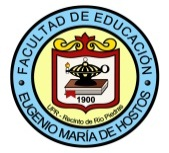 FACULTAD DE EDUCACIÓN
1900
UPR - Recinto de Río Piedras
EUGENIO MARÍA DE HOSTOS